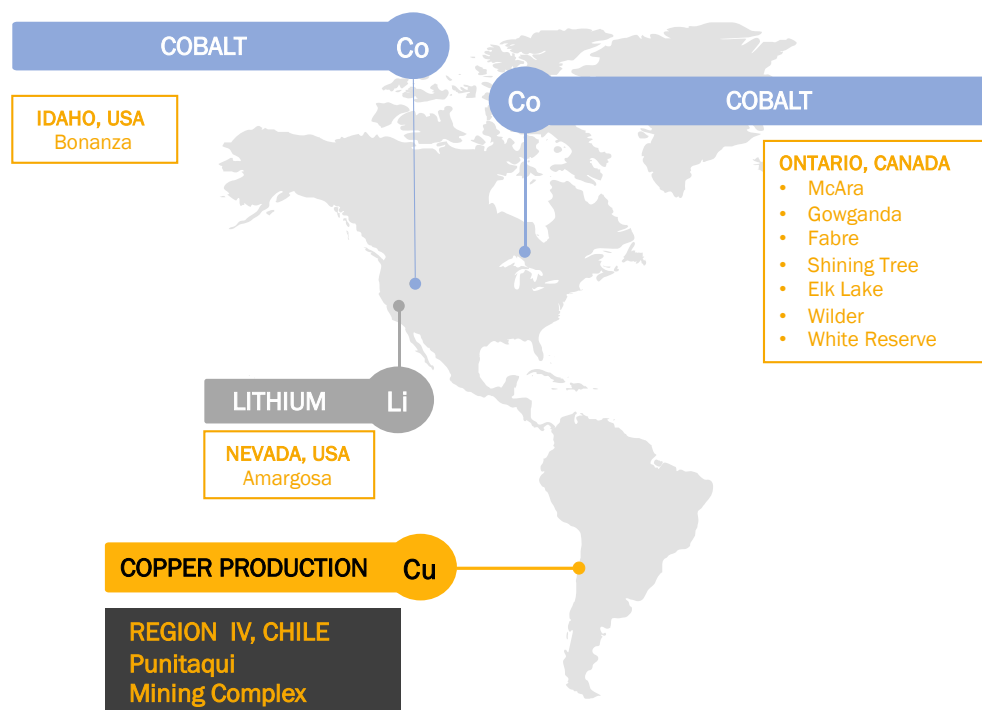 COBALT Co
IDAHO, USA
Bonanza
Co COBALT
ONTARIO, CANADA
• McAra
• Gowganda
• Fabre
• Shining Tree
• Elk Lake
• Wilder
• White Reserve
LITHIUM Li
NEVADA, USA
Amargosa
COPPER PRODUCTION Cu
REGION IV, CHILE
Punitaqui
Mining Complex